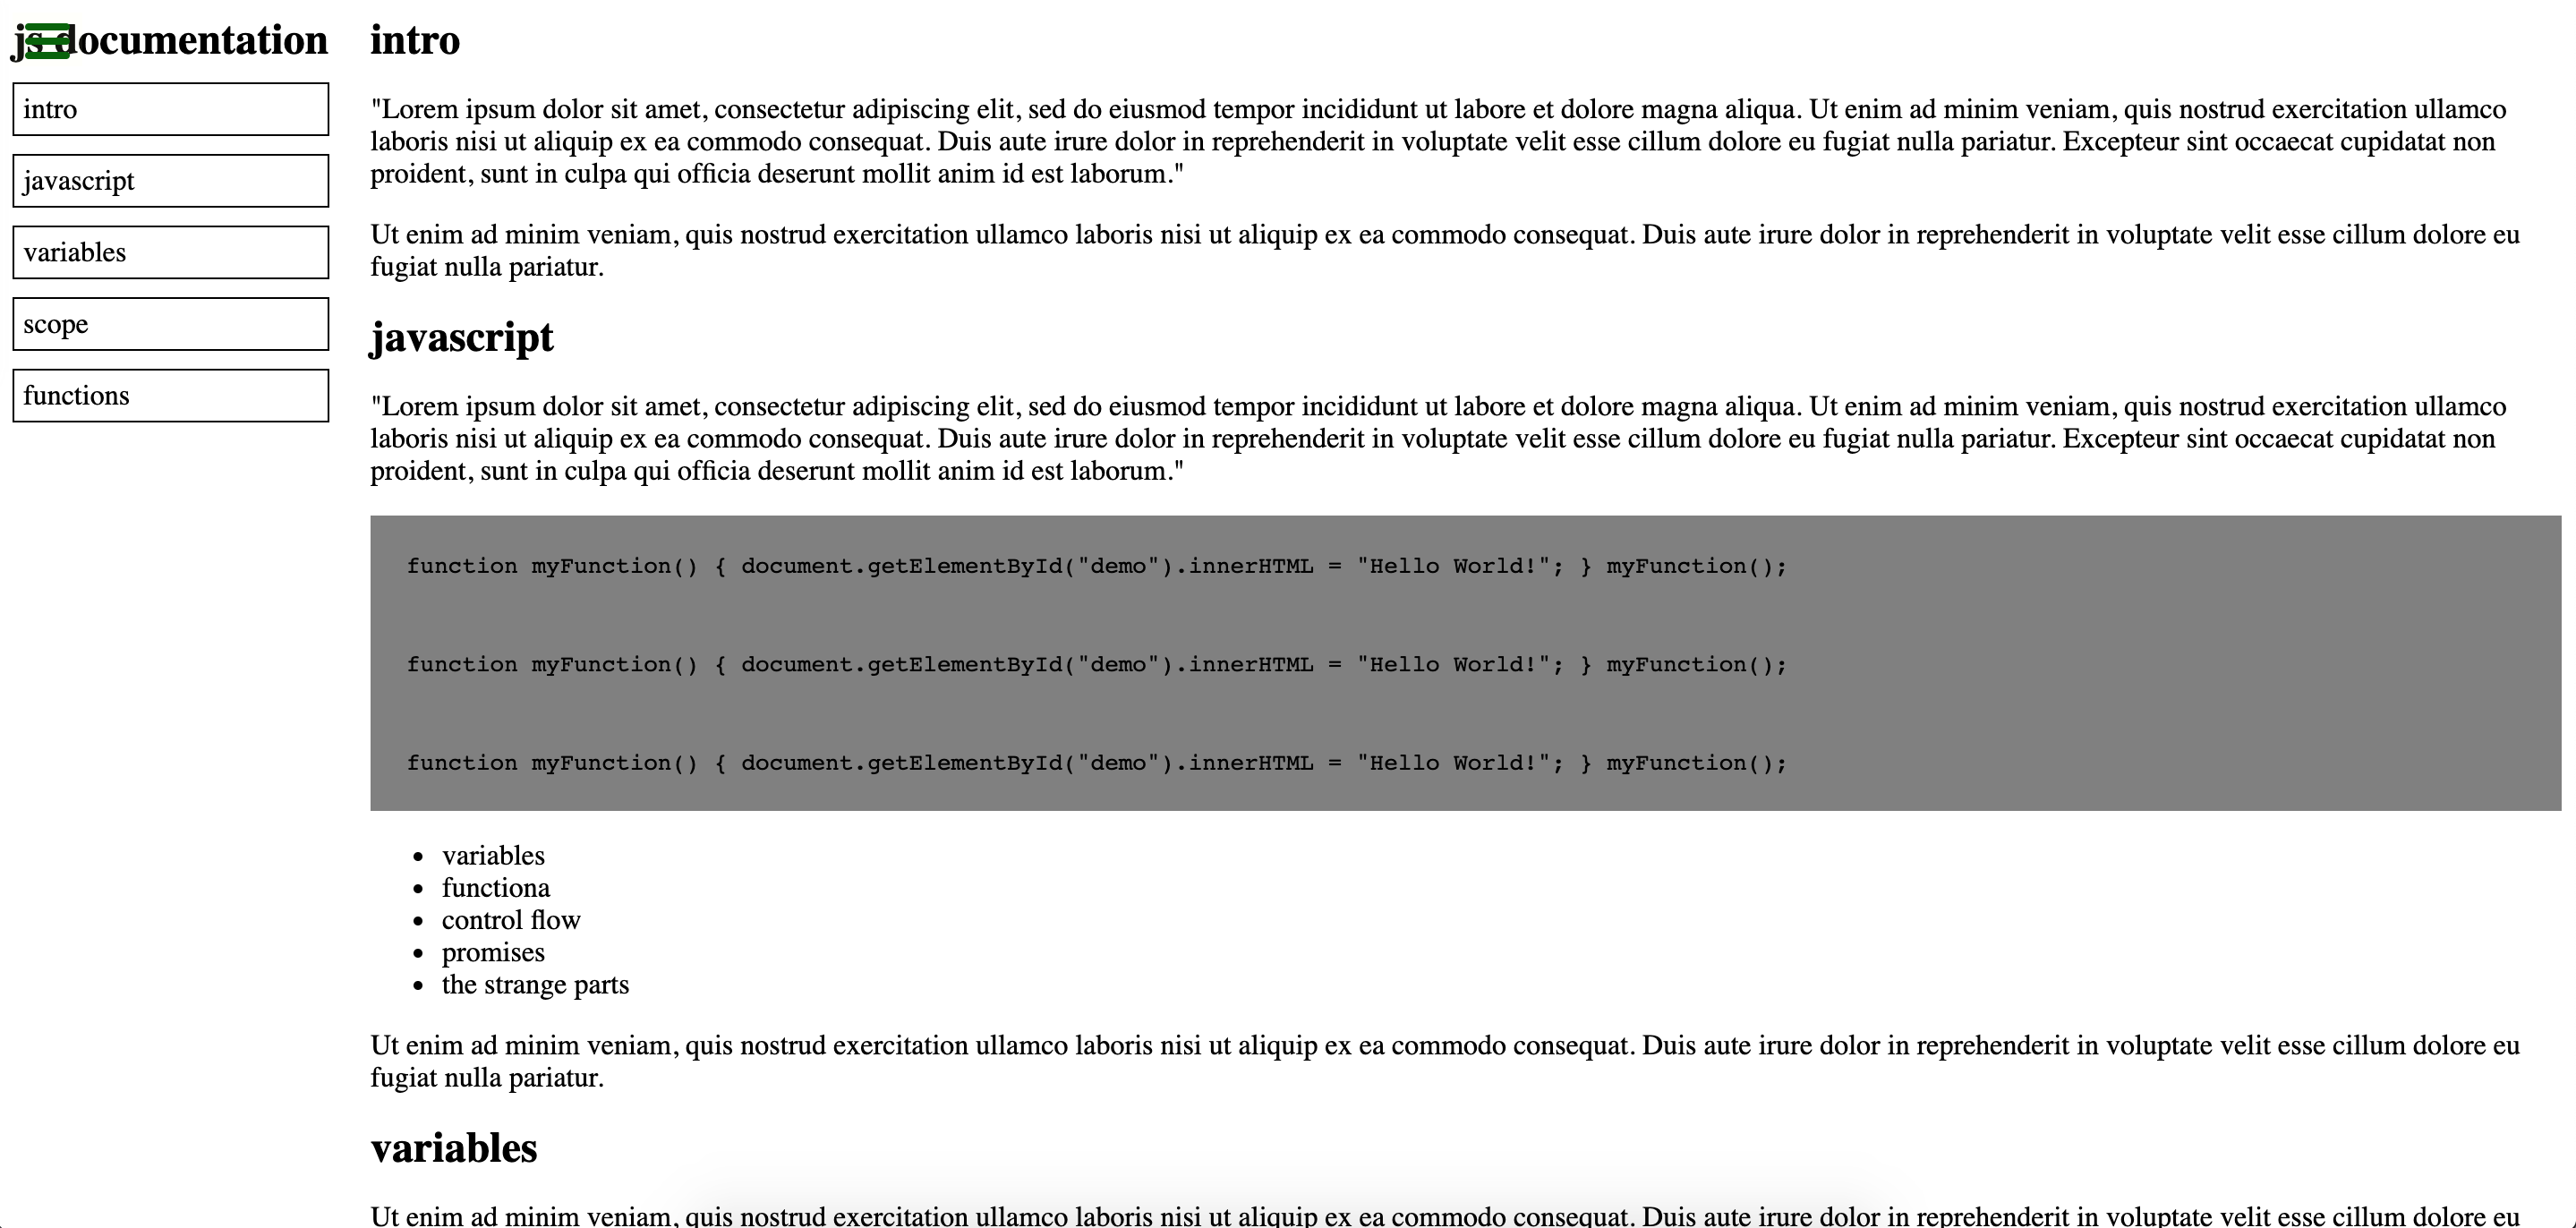 js documentation
intro
javascript
variables
scope
functions
intro
"Lorem ipsum dolor sit amet, consectetur adipiscing elit, sed do eiusmod tempor incididunt ut labore et dolore magna aliqua. Ut enim ad minim veniam, quis nostrud exercitation ullamco
laboris nisi ut aliquip ex ea commodo consequat. Duis aute irure dolor in reprehenderit in voluptate velit esse cillum dolore eu fugiat nulla pariatur. Excepteur sint occaecat cupidatat non
proident, sunt in culpa qui officia deserunt mollit anim id est laborum."
Ut enim ad minim veniam, quis nostrud exercitation ullamco laboris nisi ut aliquip ex ea commodo consequat. Duis aute irure dolor in reprehenderit in voluptate velit esse cillum dolore eu
fugiat nulla pariatur.
javascript
"Lorem ipsum dolor sit amet, consectetur adipiscing elit, sed do eiusmod tempor incididunt ut labore et dolore magna aliqua. Ut enim ad minim veniam, quis nostrud exercitation ullamco
laboris nisi ut aliquip ex ea commodo consequat. Duis aute irure dolor in reprehenderit in voluptate velit esse cillum dolore eu fugiat nulla pariatur. Excepteur sint occaecat cupidatat non
proident, sunt in culpa qui officia deserunt mollit anim id est laborum."
function myFunction() { document.getElementById("demo").innerHTML = "Hello World!"; } myFunction();
function myFunction() { document.getElementById("demo").innerHTML = "Hello World!"; } myFunction();
function myFunction() { document.getElementById("demo").innerHTML = "Hello World!"; } myFunction();
• variables
• functiona
• control flow
• promises
• the strange parts
Ut enim ad minim veniam, quis nostrud exercitation ullamco laboris nisi ut aliquip ex ea commodo consequat. Duis aute irure dolor in reprehenderit in voluptate velit esse cillum dolore eu
fugiat nulla pariatur.
variables
Ut enim ad minim veniam, quis nostrud exercitation ullamco laboris nisi ut aliquip ex ea commodo consequat. Duis aute irure dolor in reprehenderit in voluptate velit esse cillum dolore eu